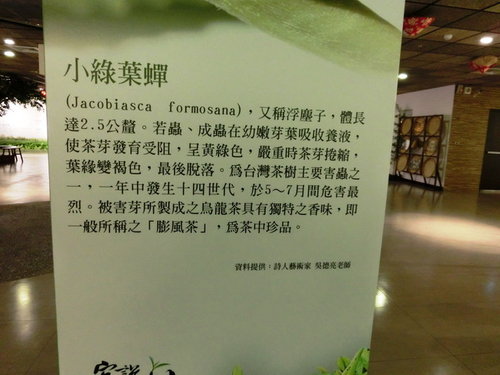 小綠葉蟬
(Jacobiasca formosana)，又稱浮塵子，體長
達2.5公釐。若蟲、成蟲在幼嫩芽葉吸收養液，
使茶芽發育受阻，呈黃綠色，嚴重時茶芽捲縮，
葉緣變褐色，最後脫落。為台灣茶樹主要害蟲之
一，一年中發生十四世代，於5～7月間危害最
烈。被害芽所製成之烏龍茶具有獨特之香味，即
一般所稱之「膨風茶」，為茶中珍品。
資料提供：詩人藝術家 吳德亮老師